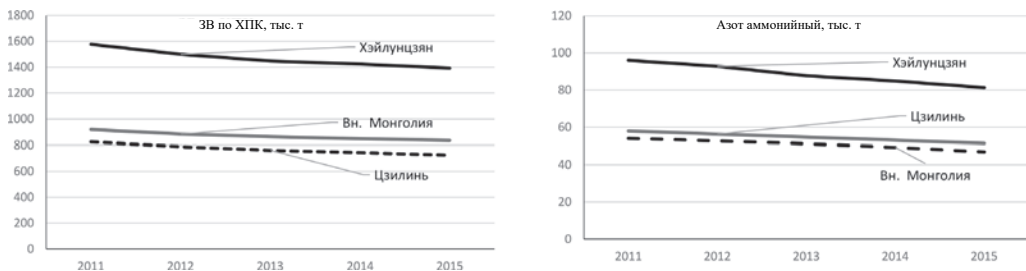 ЗВ по ХПК, тыс. т
1800
1600
1400
1200
1000
800
600
400
200
0
Хэйлунцзян
Вн. Монголия
Цзилинь
2011 2012 2013 2014 2015
Азот аммонийный, тыс. т
120
100
80
60
40
20
0
Хэйлунцзян
Цзилинь
Вн. Монголия
2011 2012 2013 2014 2015